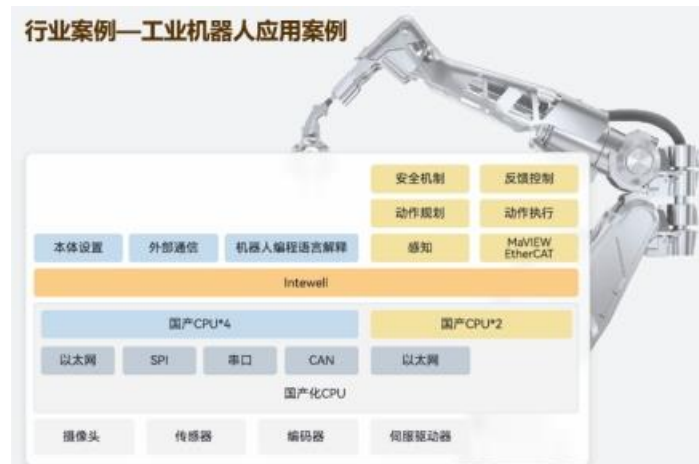 行业案例—工业机器人应用案例
安全机制 反馈控制
动作规划 动作执行
本体设置 外部通信 机器人编程语言解释 感知 MaVIEW
EtherCAT
Intewell
国产CPU*4 国产CPU*2
以太网 SPI 串口 CAN 以太网
国产化CPU
摄像头 传感器 编码器 伺服驱动器